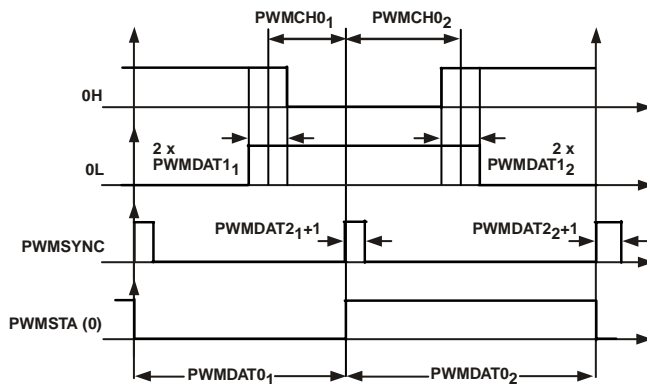 PWMCH0₁ PWMCH0₂
0H
2 x
PWMDAT1₁
2 x
PWMDAT1₂
0L
PWMDAT2₁+1
PWMDAT2₂+1
PWMSYNC
PWMSTA (0)
PWMDAT0₁ PWMDAT0₂